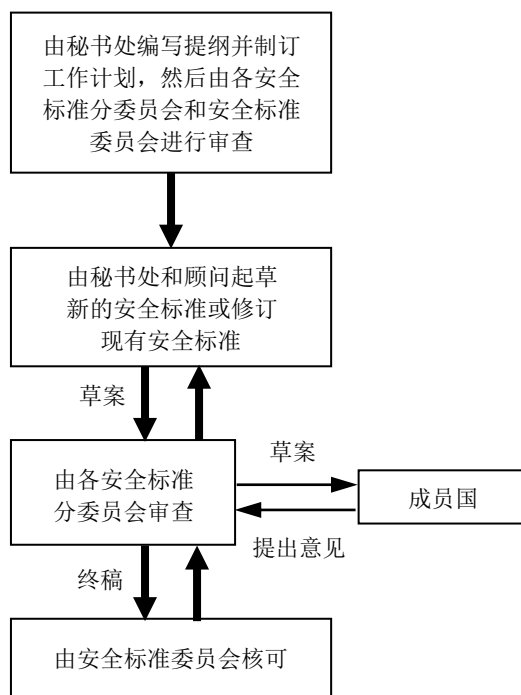 由秘书处编写提纲并制订
工作计划，然后由各安全
标准分委员会和安全标准
委员会进行审查
由秘书处和顾问起草
新的安全标准或修订
现有安全标准
草案
由各安全标准
分委员会审查
草案
成员国
提出意见
终稿
由安全标准委员会核可